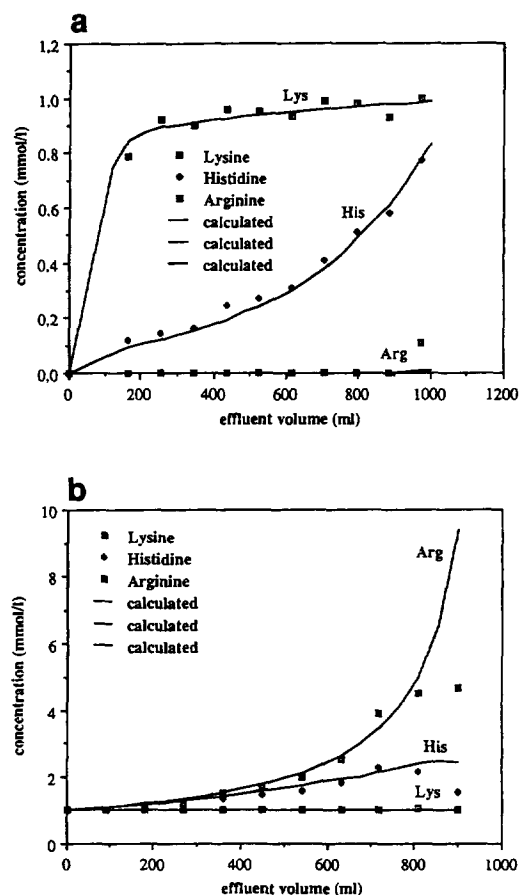 a
1.2
1.0
0.8
0.6
0.4
0.2
0.0
concentration (mmol/l)
Lys
Lysine
Histidine
Arginine
calculated
calculated
calculated
His
Arg
0
200
400
600
800
1000
1200
effluent volume (ml)
b
10
8
6
4
2
0
concentration (mmol/l)
Lysine
Histidine
Arginine
calculated
calculated
calculated
Arg
His
Lys
0
200
400
600
800
1000
effluent volume (ml)